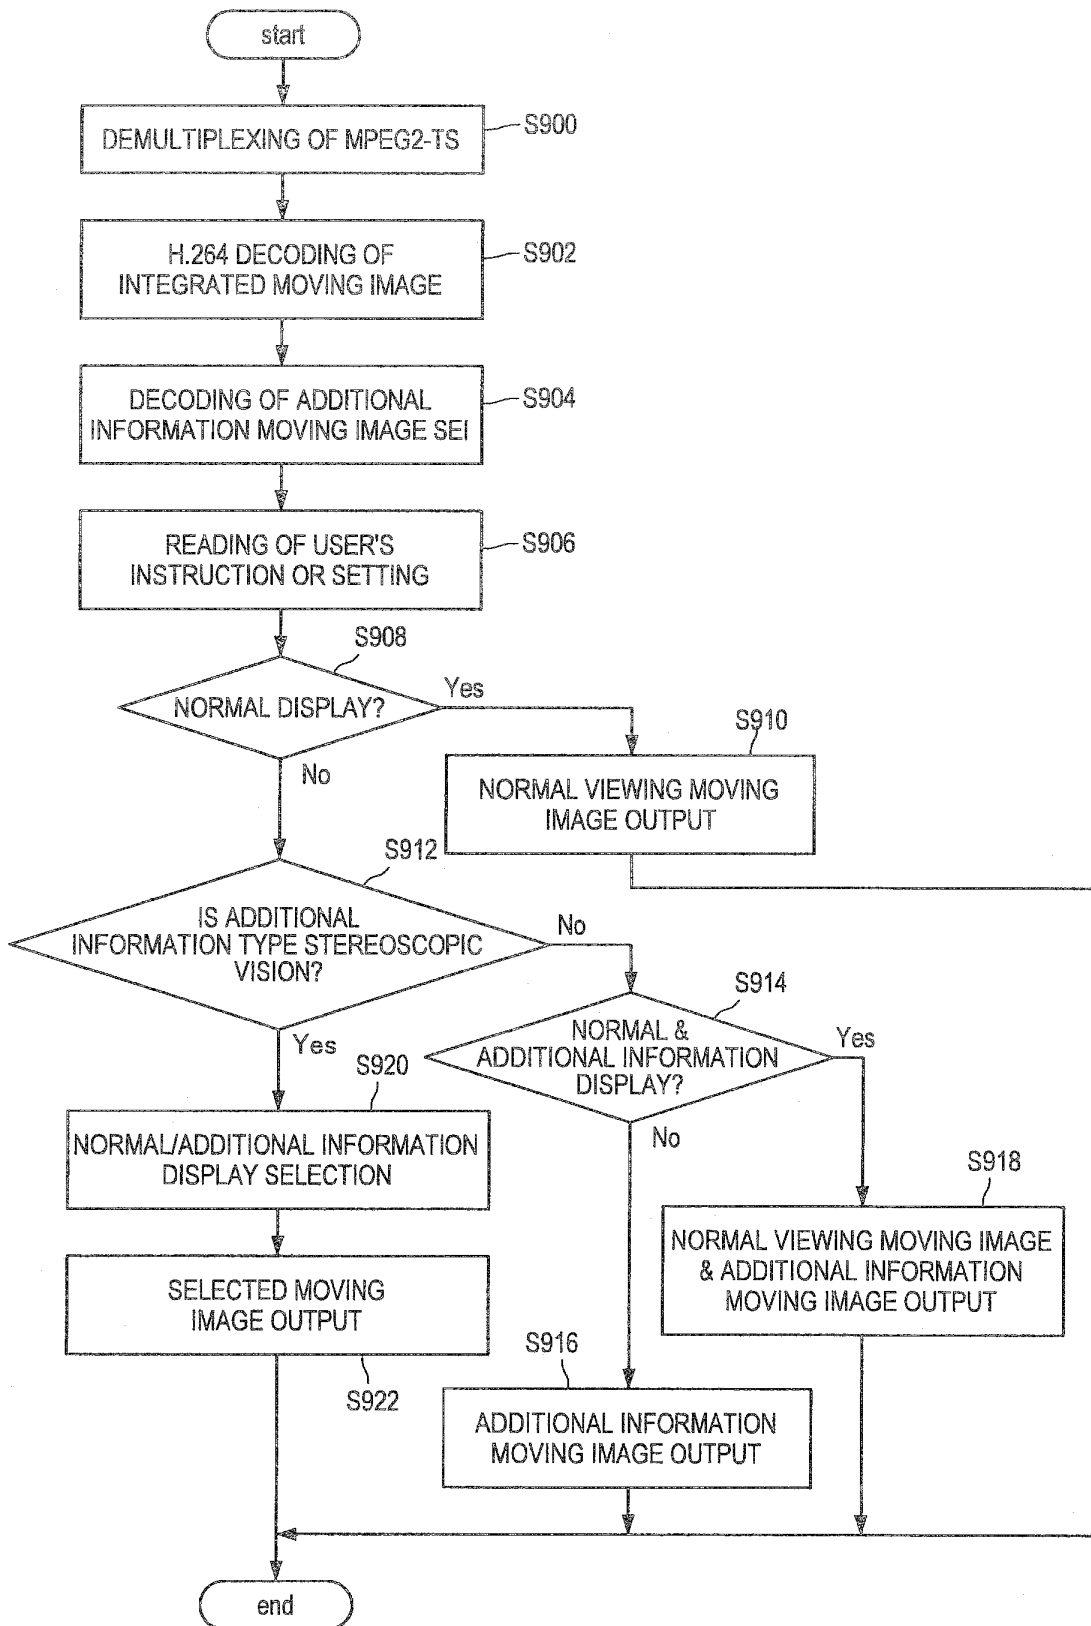 start
DEMULTIPLEXING OF MPEG2-TS
S900
H.264 DECODING OF
INTEGRATED MOVING IMAGE
S902
DECODING OF ADDITIONAL
INFORMATION MOVING IMAGE SEI
S904
READING OF USER'S
INSTRUCTION OR SETTING
S906
S908
NORMAL DISPLAY?
Yes
No
S910
NORMAL VIEWING MOVING
IMAGE OUTPUT
S912
IS ADDITIONAL
INFORMATION TYPE STEREOSCOPIC
VISION?
No
Yes
S914
NORMAL &
ADDITIONAL INFORMATION
DISPLAY?
Yes
No
S920
NORMAL/ADDITIONAL INFORMATION
DISPLAY SELECTION
S918
NORMAL VIEWING MOVING IMAGE
& ADDITIONAL INFORMATION
MOVING IMAGE OUTPUT
SELECTED MOVING
IMAGE OUTPUT
S922
S916
ADDITIONAL INFORMATION
MOVING IMAGE OUTPUT
end